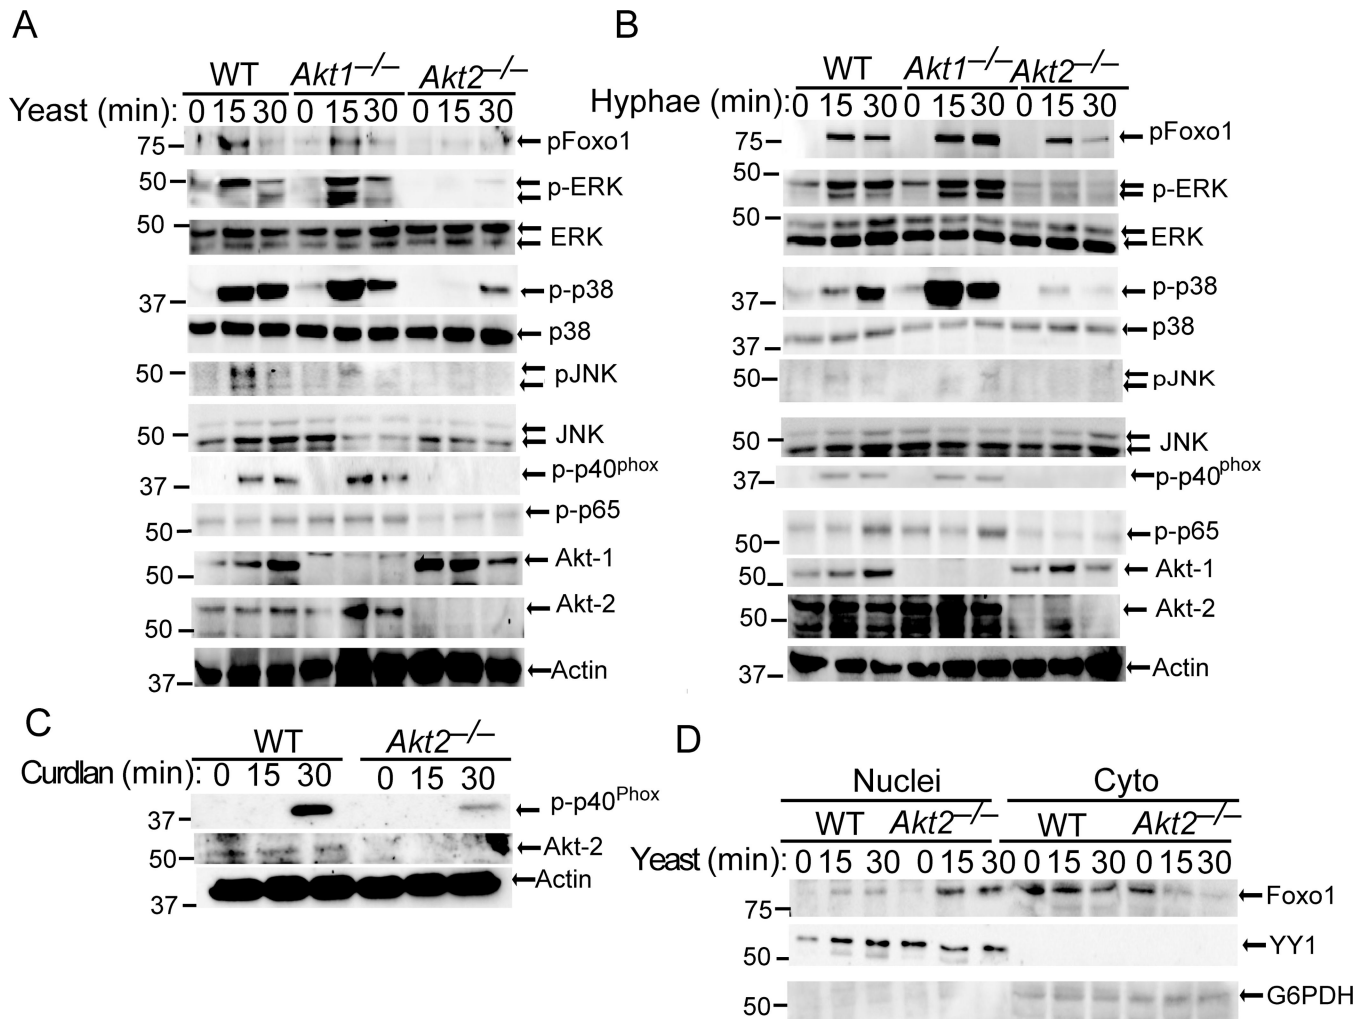 A
WT Akt1–/– Akt2–/–
Yeast (min): 0 15 30 0 15 30 0 15 30
75 pFoxo1
50 p-ERK
50 ERK
37 p-p38
p38
50 pJNK
50 JNK
37 p-p40phox
50 p-p65
50 Akt-1
50 Akt-2
37 Actin
B
WT Akt1–/– Akt2–/–
Hyphae (min): 0 15 30 0 15 30 0 15 30
75 pFoxo1
50 p-ERK
50 ERK
37 p-p38
37 p38
50 pJNK
50 JNK
37 p-p40phox
50 p-p65
50 Akt-1
50 Akt-2
37 Actin
C
WT Akt2–/–
Curdlan (min): 0 15 30 0 15 30
37 p-p40Phox
50 Akt-2
37 Actin
D
Nuclei Cyto
WT Akt2–/– WT Akt2–/–
Yeast (min): 0 15 30 0 15 30 0 15 30 0 15 30
75 Foxo1
50 YY1
50 G6PDH